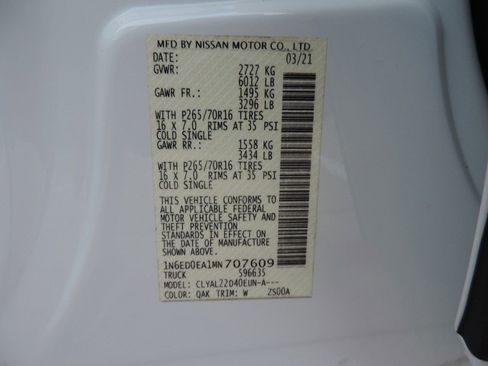 MFD BY NISSAN MOTOR CO., LTD.
DATE: 03/21
GVWR: 2727 KG
6012 LB
GAWR FR.: 1495 KG
3296 LB
WITH P265/70R16 TIRES
16 X 7.0 RIMS AT 35 PSI
COLD SINGLE
GAWR RR.: 1558 KG
3434 LB
WITH P265/70R16 TIRES
16 X 7.0 RIMS AT 35 PSI
COLD SINGLE
THIS VEHICLE CONFORMS TO
ALL APPLICABLE FEDERAL
MOTOR VEHICLE SAFETY AND
THEFT PREVENTION
STANDARDS IN EFFECT ON
THE DATE OF MANUFACTURE
SHOWN ABOVE.
1N6ED0EA1MN707609
TRUCK 596635
MODEL: CLYAL22D40EUN-A---
COLOR: QAK TRIM: W ZS00A